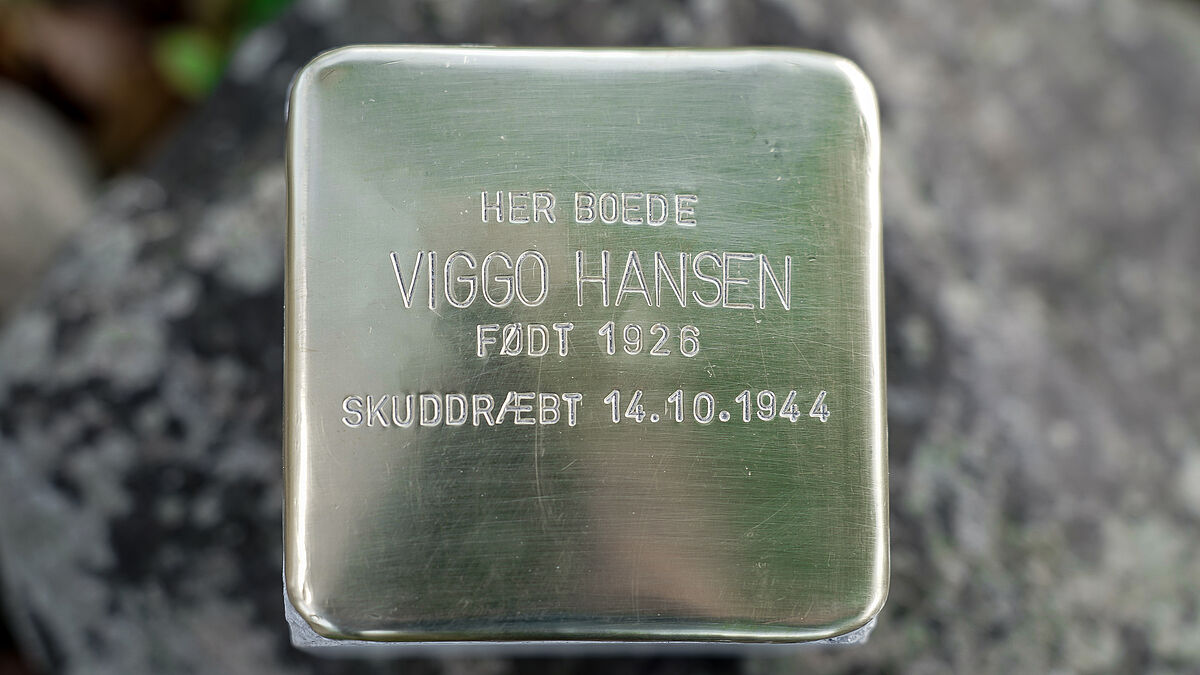 HER BOEDE
VIGGO HANSEN
FØDT 1926
SKUDDRÆBT 14.10.1944